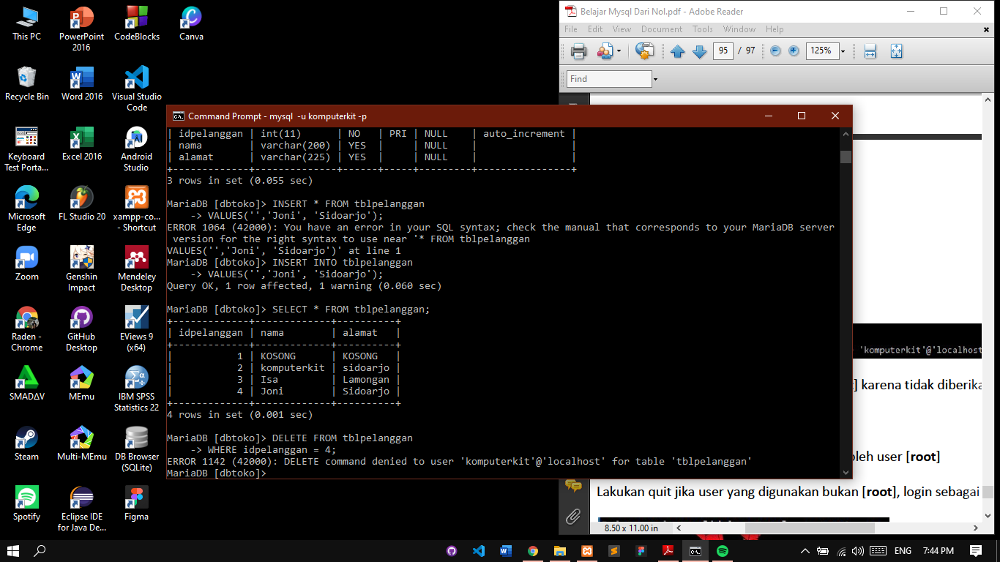 This PC
PowerPoint 2016
CodeBlocks
Canva
Recycle Bin
Word 2016
Visual Studio Code
Keyboard Test Porta...
Excel 2016
Android Studio
Microsoft Edge
FL Studio 20
xampp-co... - Shortcut
Zoom
Genshin Impact
Mendeley Desktop
Raden - Chrome
GitHub Desktop
EViews 9 (x64)
SMADΔV
MEmu
IBM SPSS Statistics 22
Steam
Multi-MEmu
DB Browser (SQLite)
Spotify
Eclipse IDE for Java De...
Figma
Belajar Mysql Dari Nol.pdf - Adobe Reader
File Edit View Document Tools Window Help
95 / 97 125%
Find
Command Prompt - mysql -u komputerkit -p
| idpelanggan | int(11) | NO | PRI | NULL | auto_increment |
| nama | varchar(200) | YES | | NULL | |
| alamat | varchar(225) | YES | | NULL | |
+-------------+--------------+------+-----+---------+----------------+
3 rows in set (0.055 sec)
MariaDB [dbtoko]> INSERT * FROM tblpelanggan
-> VALUES('','Joni', 'Sidoarjo');
ERROR 1064 (42000): You have an error in your SQL syntax; check the manual that corresponds to your MariaDB server
version for the right syntax to use near '* FROM tblpelanggan
VALUES('','Joni', 'Sidoarjo')' at line 1
MariaDB [dbtoko]> INSERT INTO tblpelanggan
-> VALUES('','Joni', 'Sidoarjo');
Query OK, 1 row affected, 1 warning (0.060 sec)
MariaDB [dbtoko]> SELECT * FROM tblpelanggan;
+-------------+-------------+----------+
| idpelanggan | nama | alamat |
+-------------+-------------+----------+
| 1 | KOSONG | KOSONG |
| 2 | komputerkit | sidoarjo |
| 3 | Isa | Lamongan |
| 4 | Joni | Sidoarjo |
+-------------+-------------+----------+
4 rows in set (0.001 sec)
MariaDB [dbtoko]> DELETE FROM tblpelanggan
-> WHERE idpelanggan = 4;
ERROR 1142 (42000): DELETE command denied to user 'komputerkit'@'localhost' for table 'tblpelanggan'
MariaDB [dbtoko]>
'komputerkit'@'localhost
] karena tidak diberika
oleh user [root]
Lakukan quit jika user yang digunakan bukan [root], login sebagai
8.50 x 11.00 in
ENG 7:44 PM